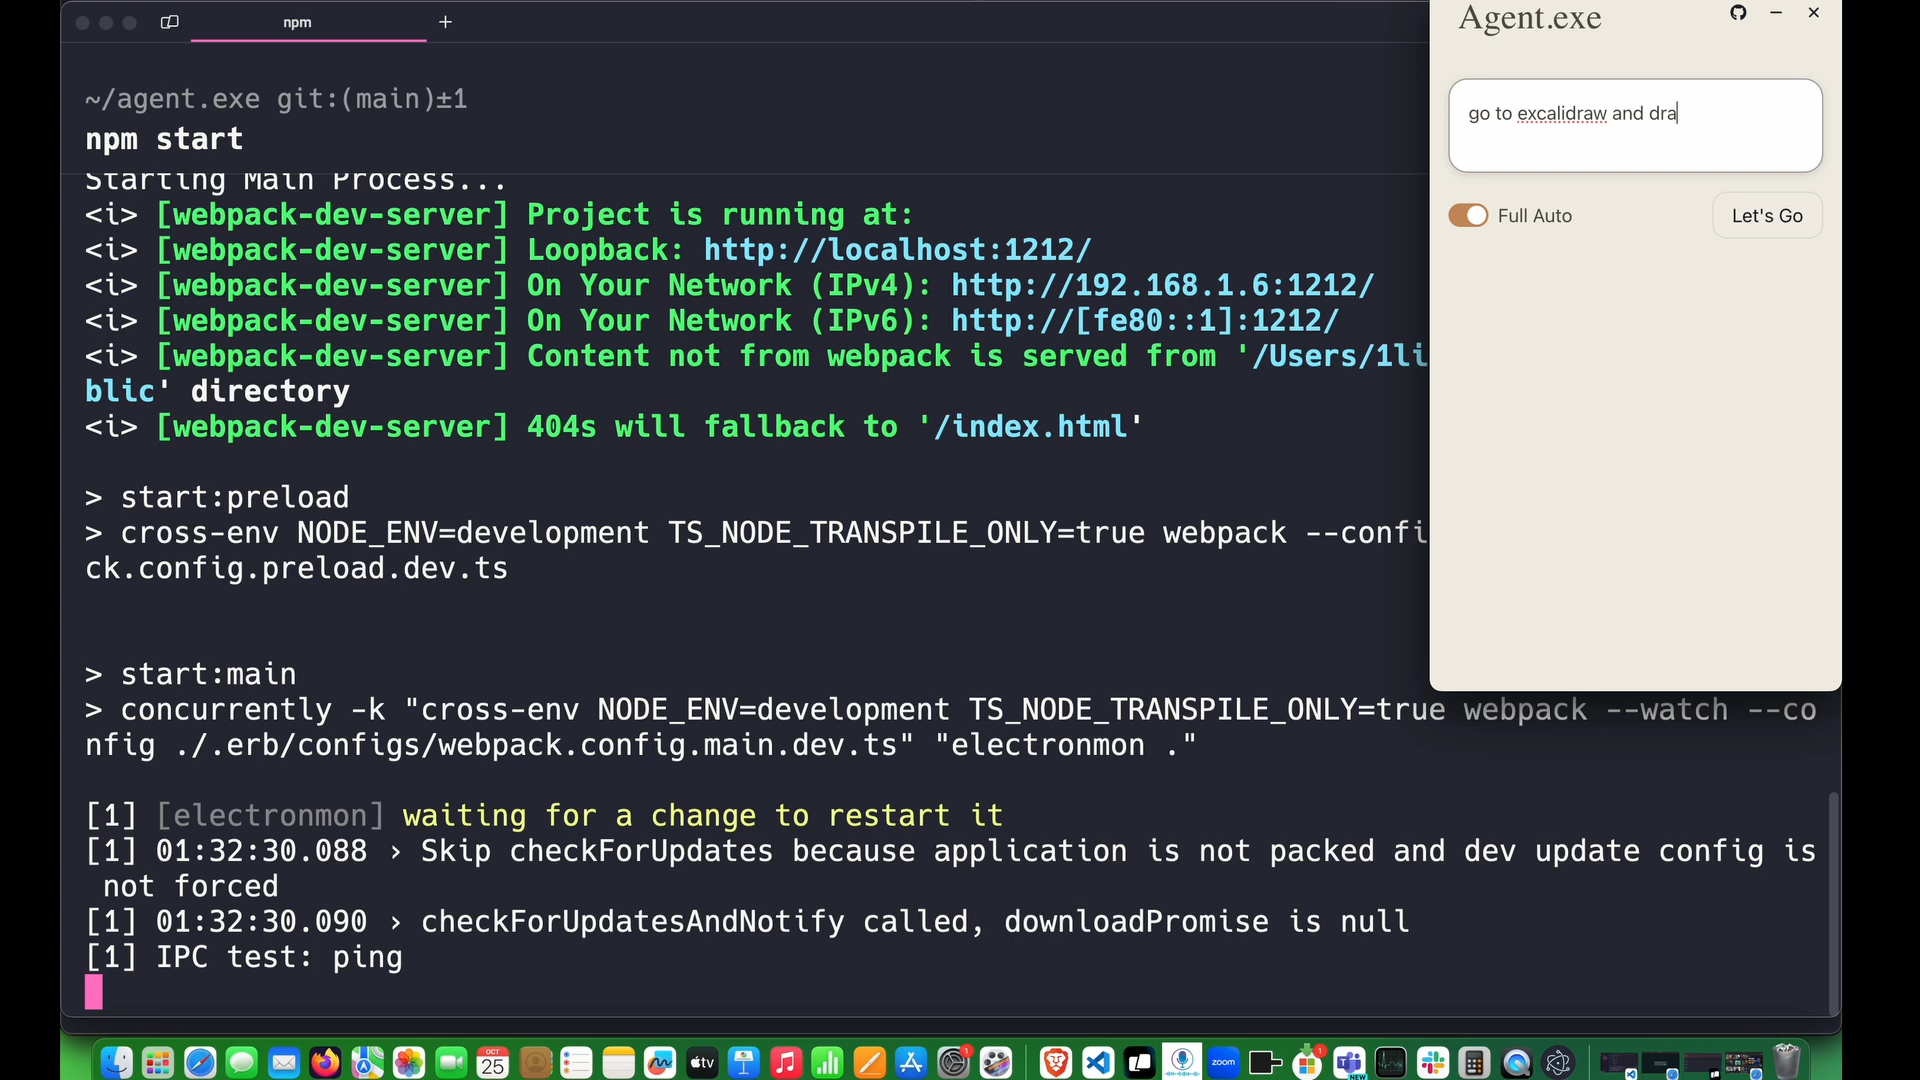 npm
+
~/agent.exe git:(main)±1
npm start
Starting Main Process...
<i> [webpack-dev-server] Project is running at:
<i> [webpack-dev-server] Loopback: http://localhost:1212/
<i> [webpack-dev-server] On Your Network (IPv4): http://192.168.1.6:1212/
<i> [webpack-dev-server] On Your Network (IPv6): http://[fe80::1]:1212/
<i> [webpack-dev-server] Content not from webpack is served from '/Users/1li
blic' directory
<i> [webpack-dev-server] 404s will fallback to '/index.html'
> start:preload
> cross-env NODE_ENV=development TS_NODE_TRANSPILE_ONLY=true webpack --confi
ck.config.preload.dev.ts
> start:main
> concurrently -k "cross-env NODE_ENV=development TS_NODE_TRANSPILE_ONLY=true webpack --watch --co
nfig ./.erb/configs/webpack.config.main.dev.ts" "electronmon ."
[1] [electronmon] waiting for a change to restart it
[1] 01:32:30.088 › Skip checkForUpdates because application is not packed and dev update config is
not forced
[1] 01:32:30.090 › checkForUpdatesAndNotify called, downloadPromise is null
[1] IPC test: ping
Agent.exe
go to excalidraw and dra
Full Auto
Let's Go
OCT
25
tv
1
zoom
1
NEW